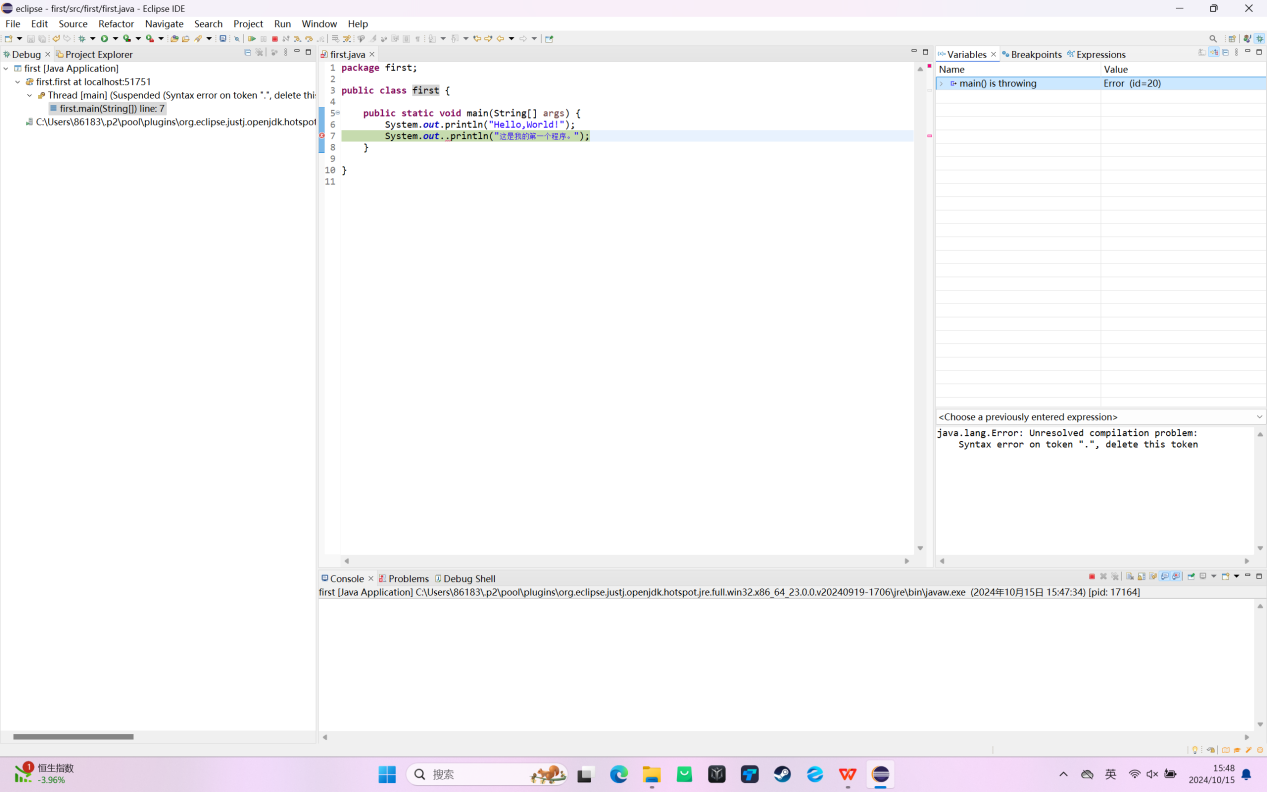 eclipse - first/src/first/first.java - Eclipse IDE
File Edit Source Refactor Navigate Search Project Run Window Help
Debug Project Explorer
first [Java Application]
first.first at localhost:51751
Thread [main] (Suspended (Syntax error on token ".", delete thi
first.main(String[]) line: 7
C:\Users\86183\.p2\pool\plugins\org.eclipse.justj.openjdk.hotspot
first.java
1 package first;
2
3 public class first {
4
5 public static void main(String[] args) {
6 System.out.println("Hello,World!");
7 System.out..println("这是我的第一个程序。");
8 }
9
10 }
11
Variables Breakpoints Expressions
Name Value
main() is throwing Error (id=20)
<Choose a previously entered expression>
java.lang.Error: Unresolved compilation problem:
Syntax error on token ".", delete this token
Console Problems Debug Shell
first [Java Application] C:\Users\86183\.p2\pool\plugins\org.eclipse.justj.openjdk.hotspot.jre.full.win32.x86_64_23.0.0.v20240919-1706\jre\bin\javaw.exe (2024年10月15日 15:47:34) [pid: 17164]
1
恒生指数
-3.96%
搜索
英
15:48
2024/10/15